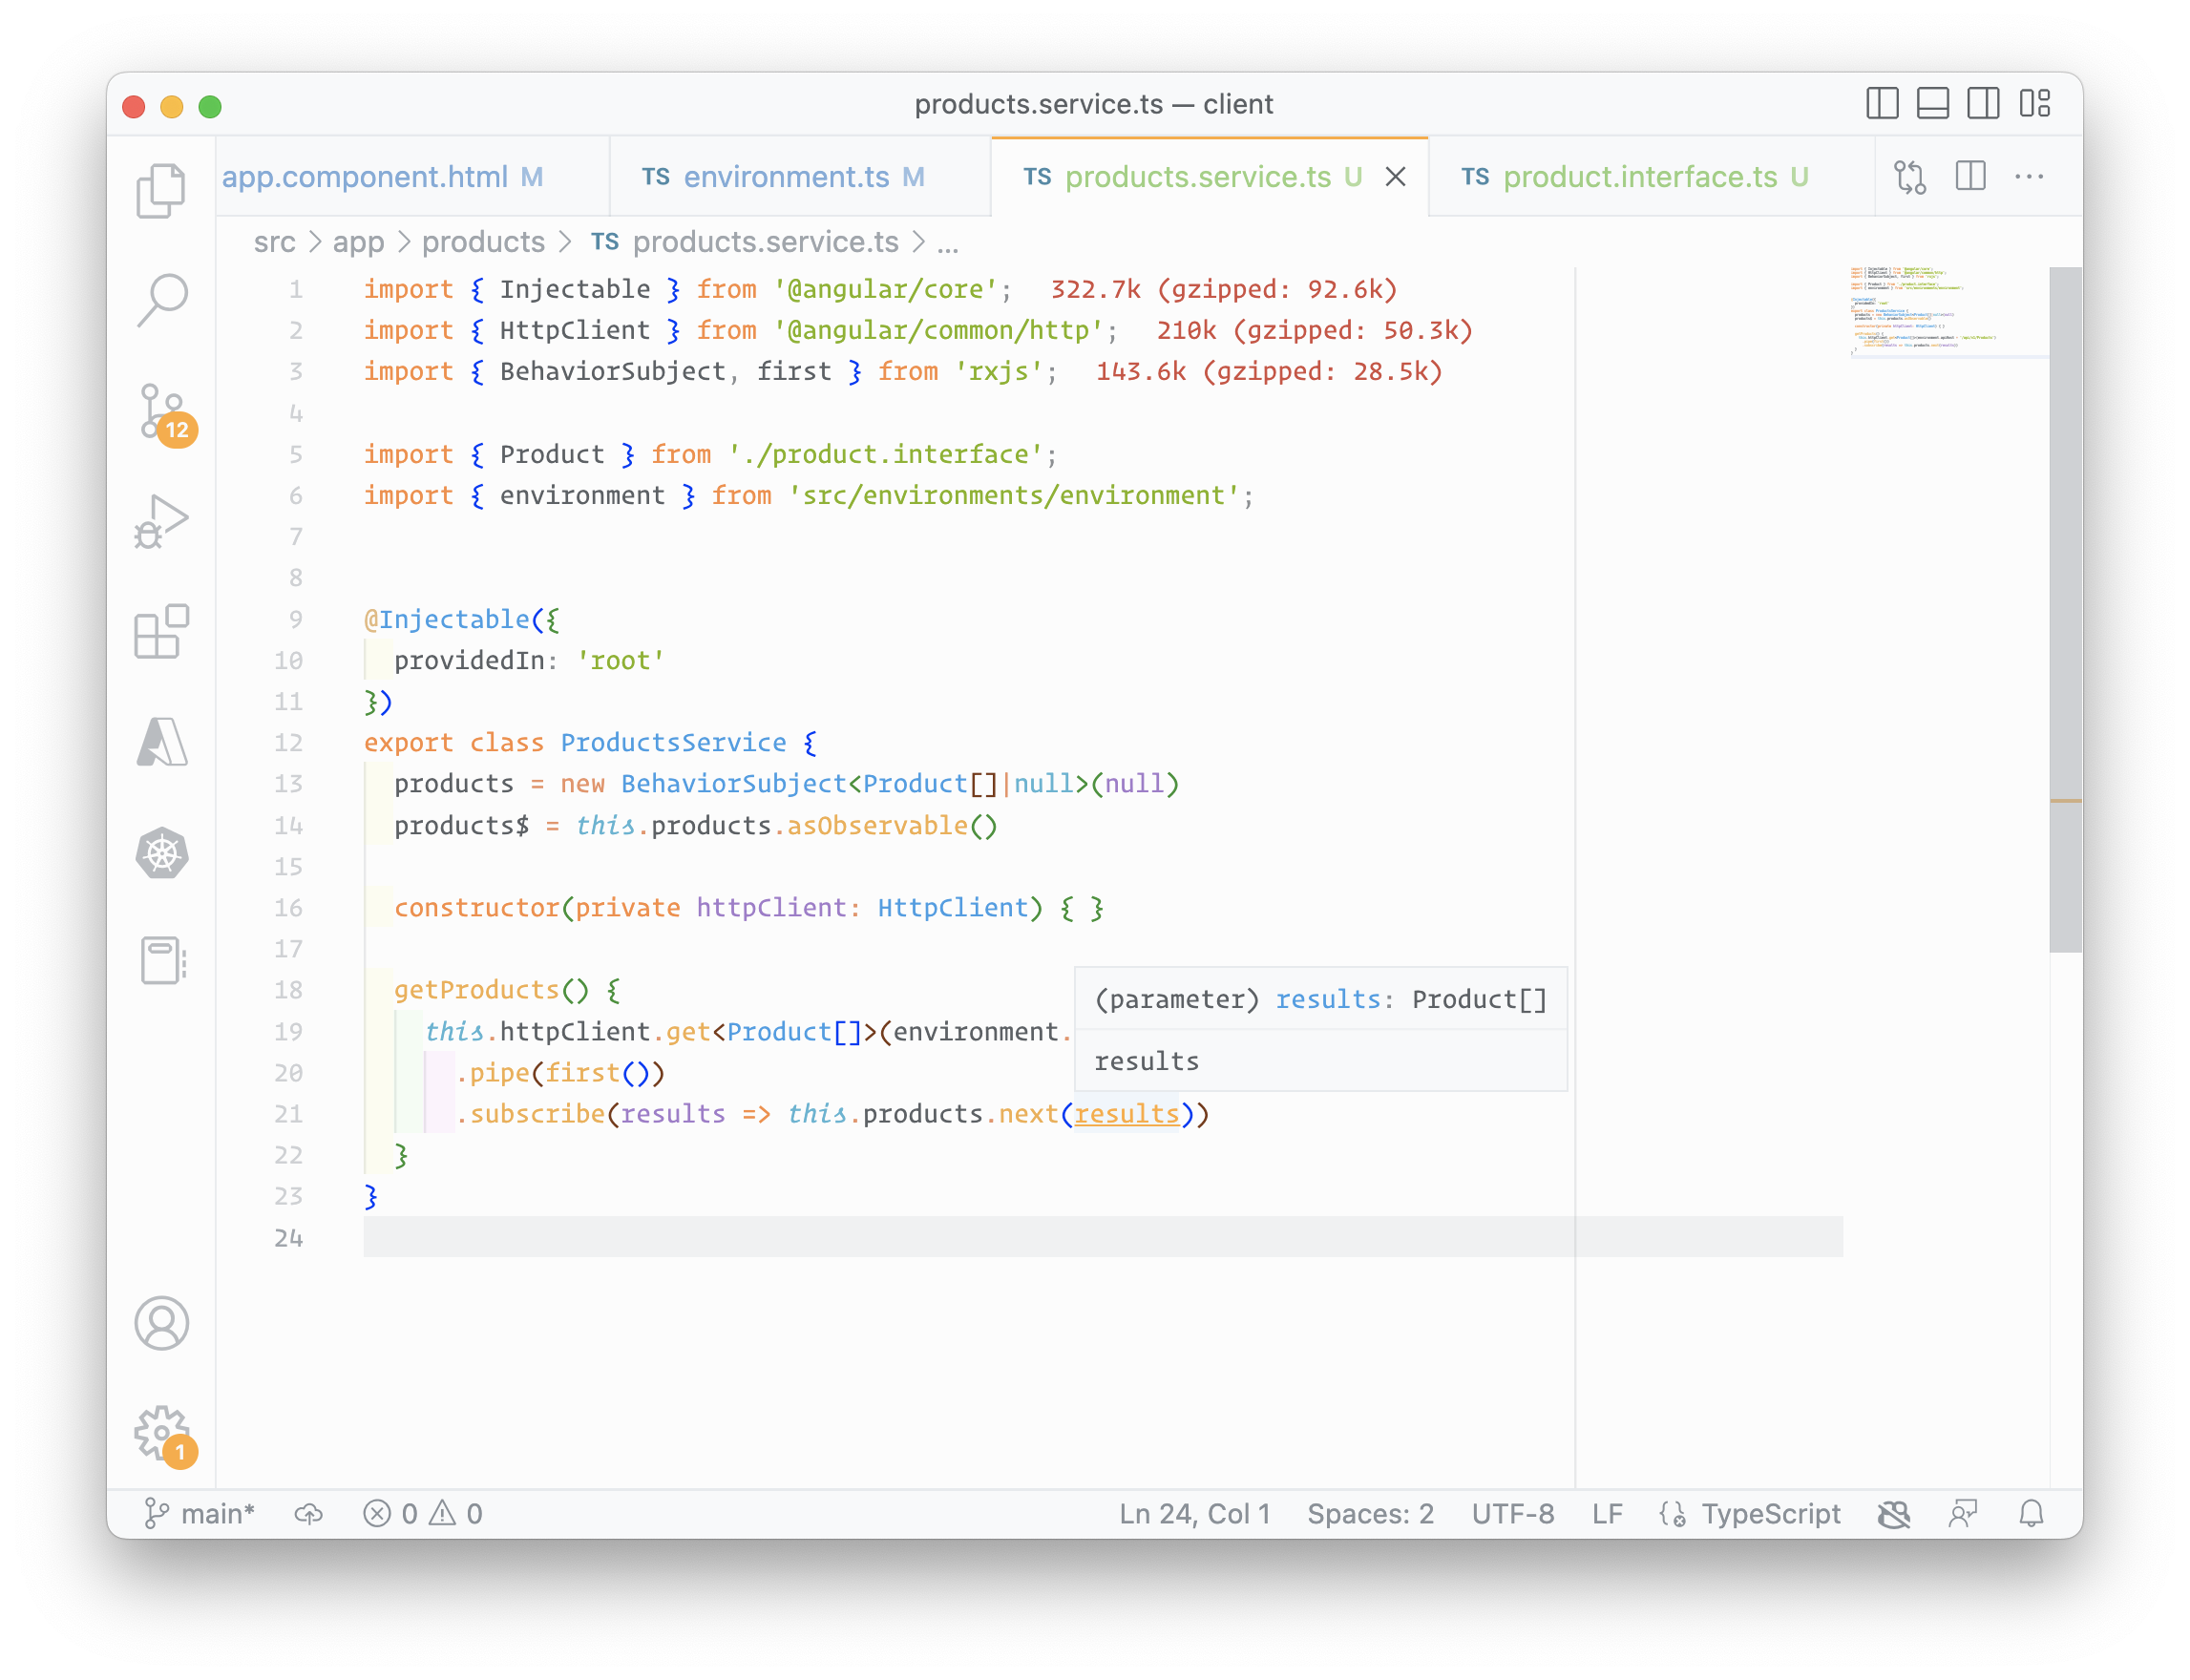 products.service.ts — client
app.component.html M
TS environment.ts M
TS products.service.ts U
TS product.interface.ts U
src > app > products > TS products.service.ts > ...
1 import { Injectable } from '@angular/core'; 322.7k (gzipped: 92.6k)
2 import { HttpClient } from '@angular/common/http'; 210k (gzipped: 50.3k)
3 import { BehaviorSubject, first } from 'rxjs'; 143.6k (gzipped: 28.5k)
4
5 import { Product } from './product.interface';
6 import { environment } from 'src/environments/environment';
7
8
9 @Injectable({
10 providedIn: 'root'
11 })
12 export class ProductsService {
13 products = new BehaviorSubject<Product[]|null>(null)
14 products$ = this.products.asObservable()
15
16 constructor(private httpClient: HttpClient) { }
17
18 getProducts() {
(parameter) results: Product[]
19 this.httpClient.get<Product[]>(environment.
results
20 .pipe(first())
21 .subscribe(results => this.products.next(results))
22 }
23 }
24
12
1
main* 0 0 Ln 24, Col 1 Spaces: 2 UTF-8 LF TypeScript